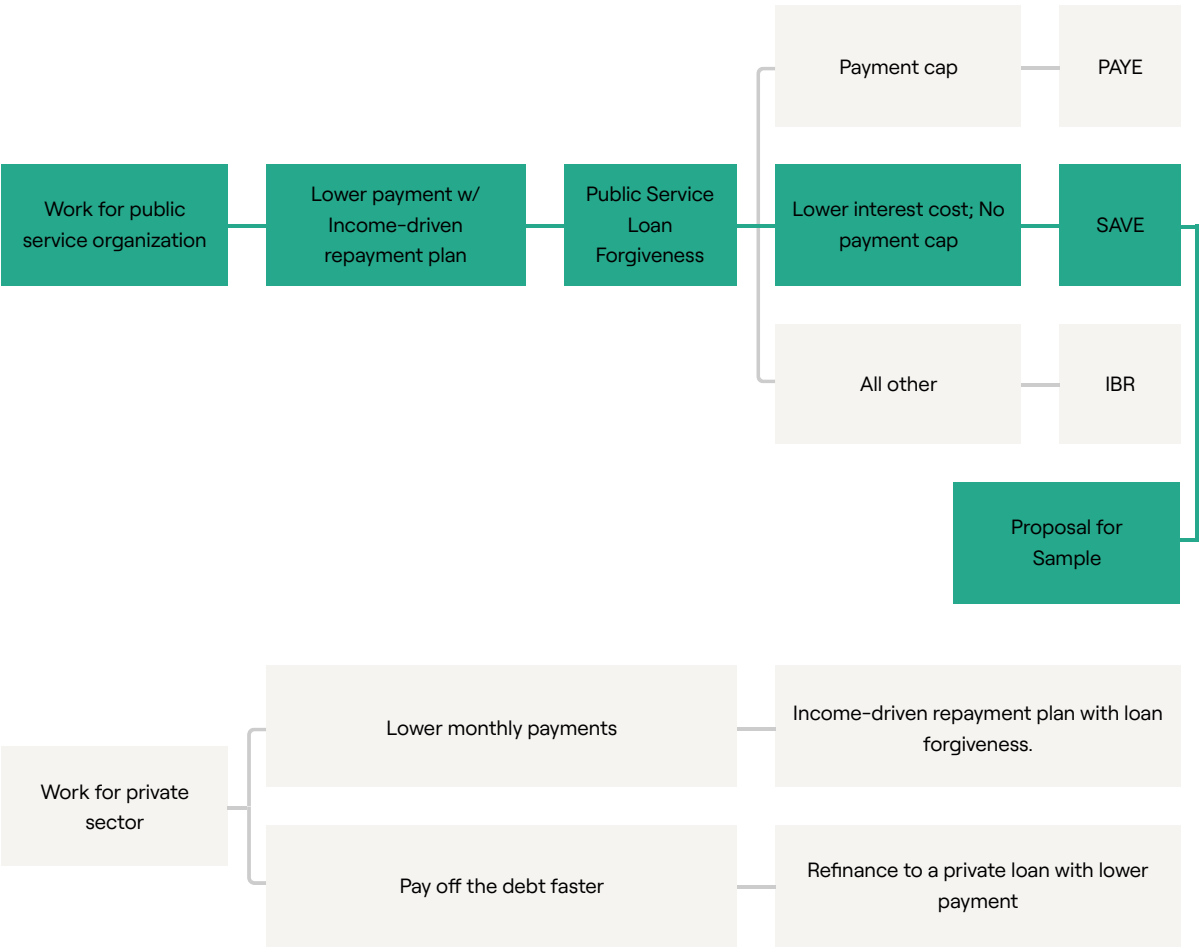 Payment cap
PAYE
Work for public
service organization
Lower payment w/
Income-driven
repayment plan
Public Service
Loan
Forgiveness
Lower interest cost; No
payment cap
SAVE
All other
IBR
Proposal for
Sample
Work for private
sector
Lower monthly payments
Income-driven repayment plan with loan
forgiveness.
Pay off the debt faster
Refinance to a private loan with lower
payment